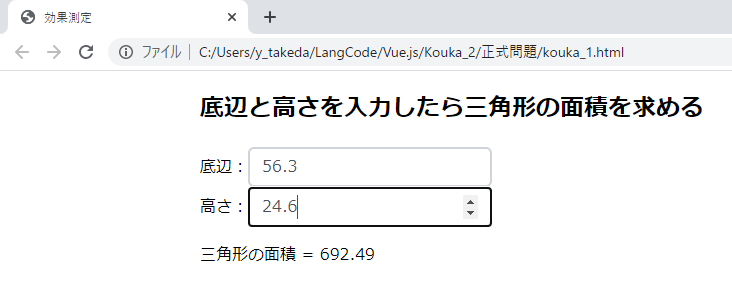 効果測定
ファイル | C:/Users/y_takeda/LangCode/Vue.js/Kouka_2/正式問題/kouka_1.html
底辺と高さを入力したら三角形の面積を求める
底辺：56.3
高さ：24.6
三角形の面積 = 692.49